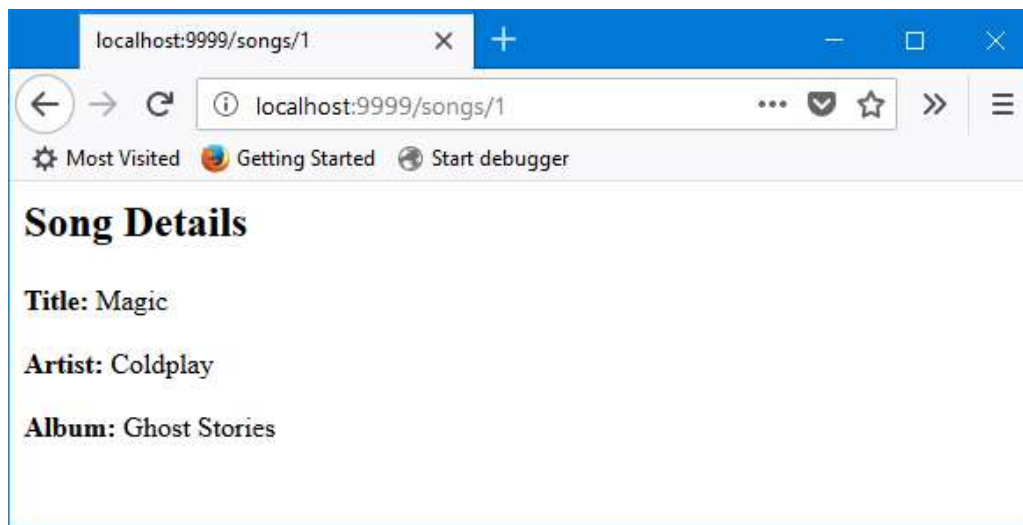 localhost:9999/songs/1
localhost:9999/songs/1
Most Visited Getting Started Start debugger
Song Details
Title: Magic
Artist: Coldplay
Album: Ghost Stories